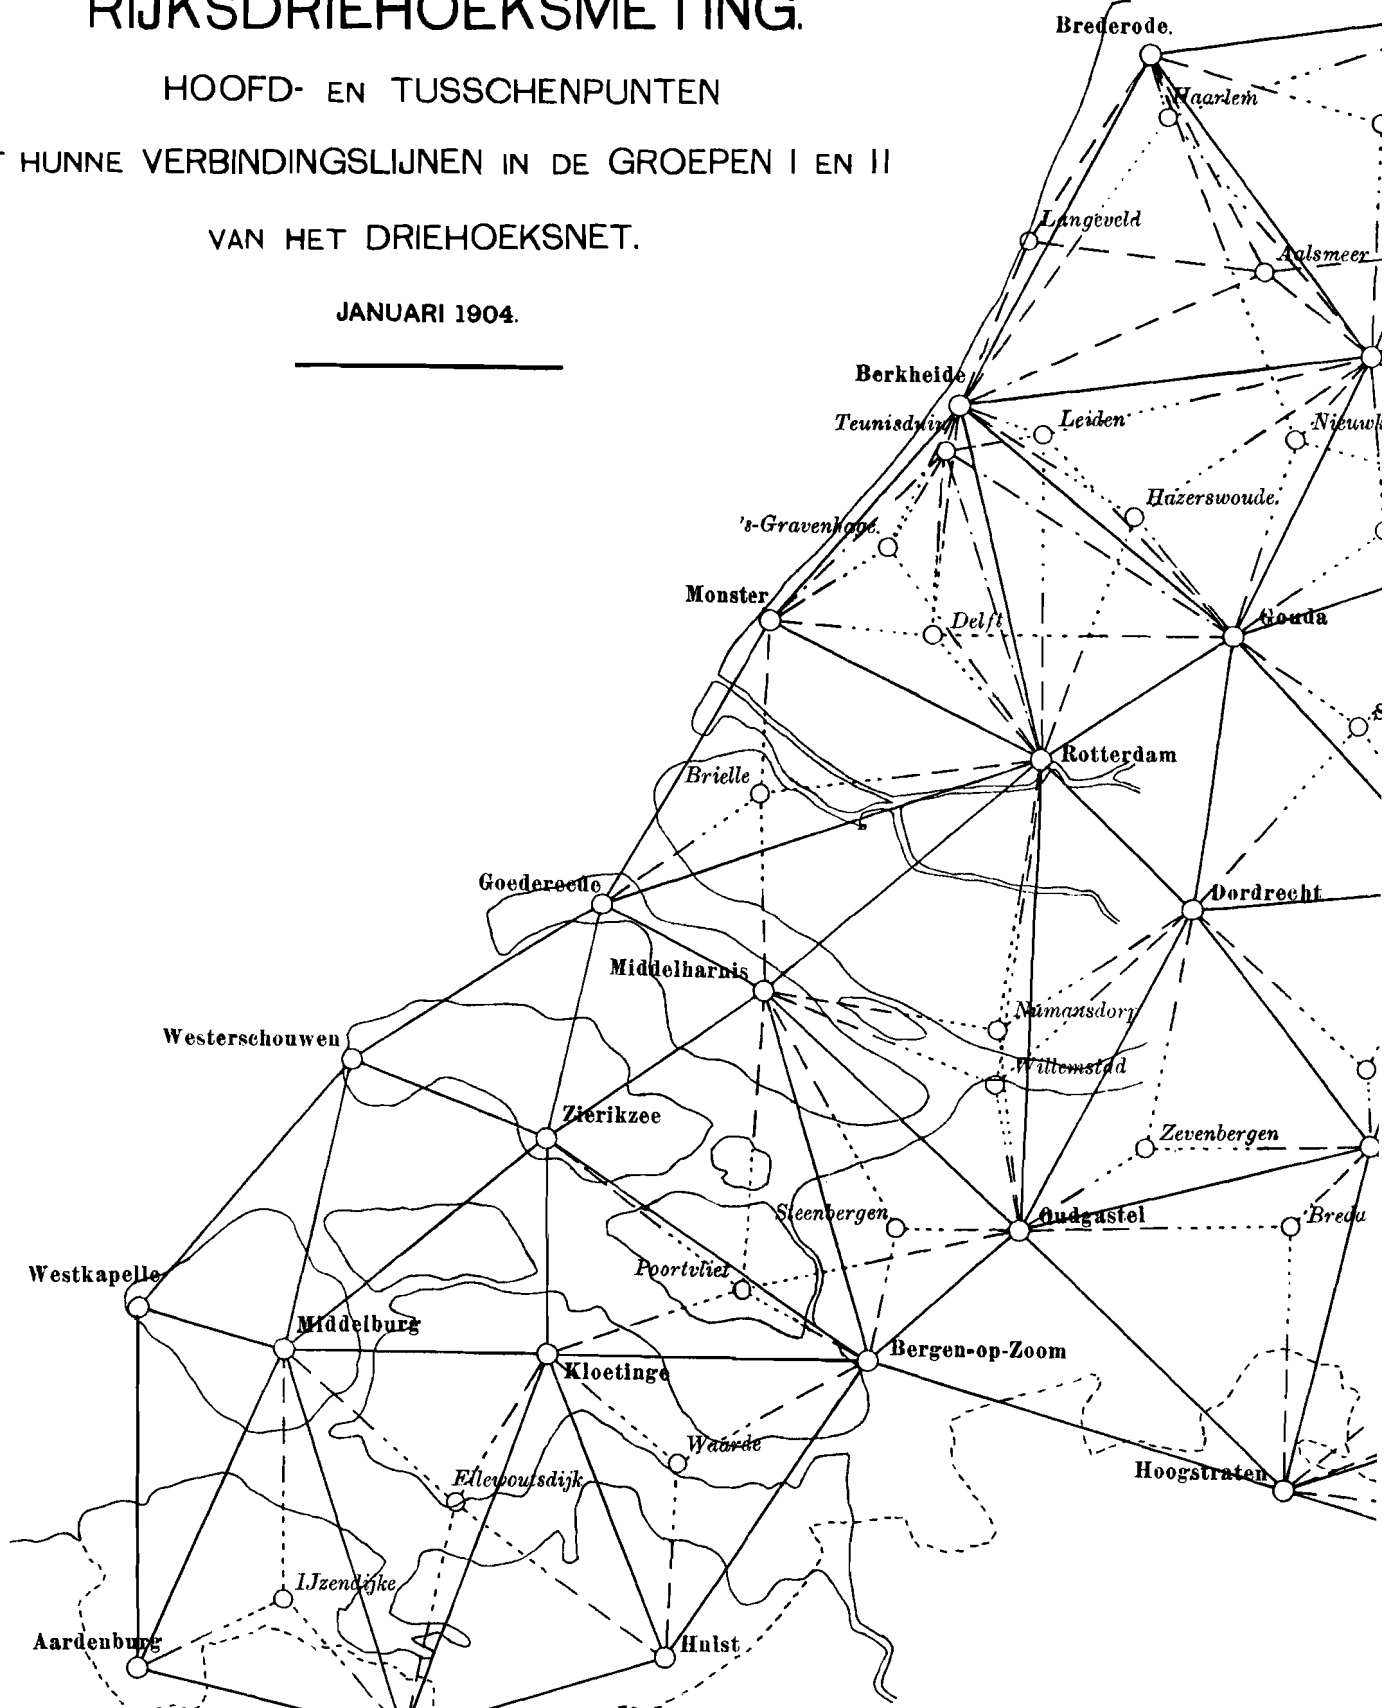 RIJKSDRIEHOEKSMETING.
HOOFD- EN TUSSCHENPUNTEN
HUNNE VERBINDINGSLIJNEN IN DE GROEPEN I EN II
VAN HET DRIEHOEKSNET.
JANUARI 1904.
Brederode.
Haarlem
Langeveld
Aalsmeer
Berkheide
Teunisduin
Leiden
Hazerswoude.
's-Gravenhage.
Monster
Delft
Gouda
Rotterdam
Brielle
Goedereede
Dordrecht
Middelharnis
Numansdorp
Westerschouwen
Willemstad
Zierikzee
Zevenbergen
Steenbergen
Oudgastel
Breda
Poortvliet
Westkapelle
Middelburg
Bergen-op-Zoom
Kloetinge
Waarde
Hoogstraten
Ellewoutsdijk
IJzendijke
Aardenburg
Hulst